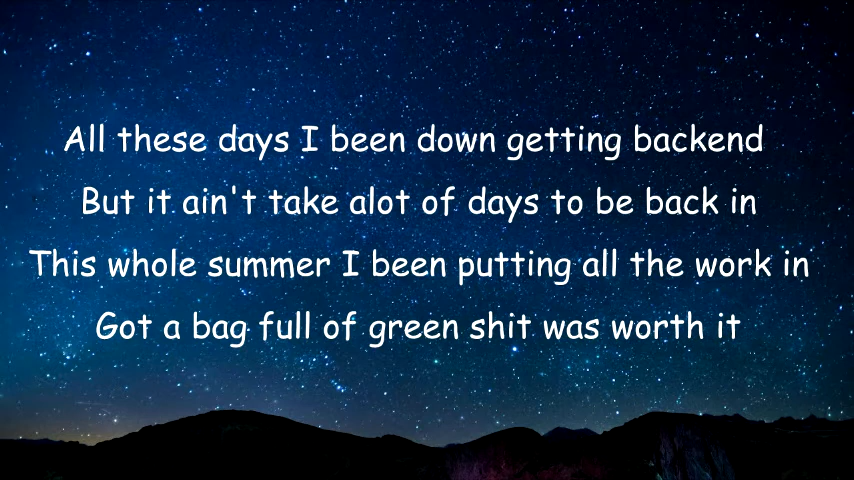 All these days I been down getting backend
But it ain't take alot of days to be back in
This whole summer I been putting all the work in
Got a bag full of green shit was worth it